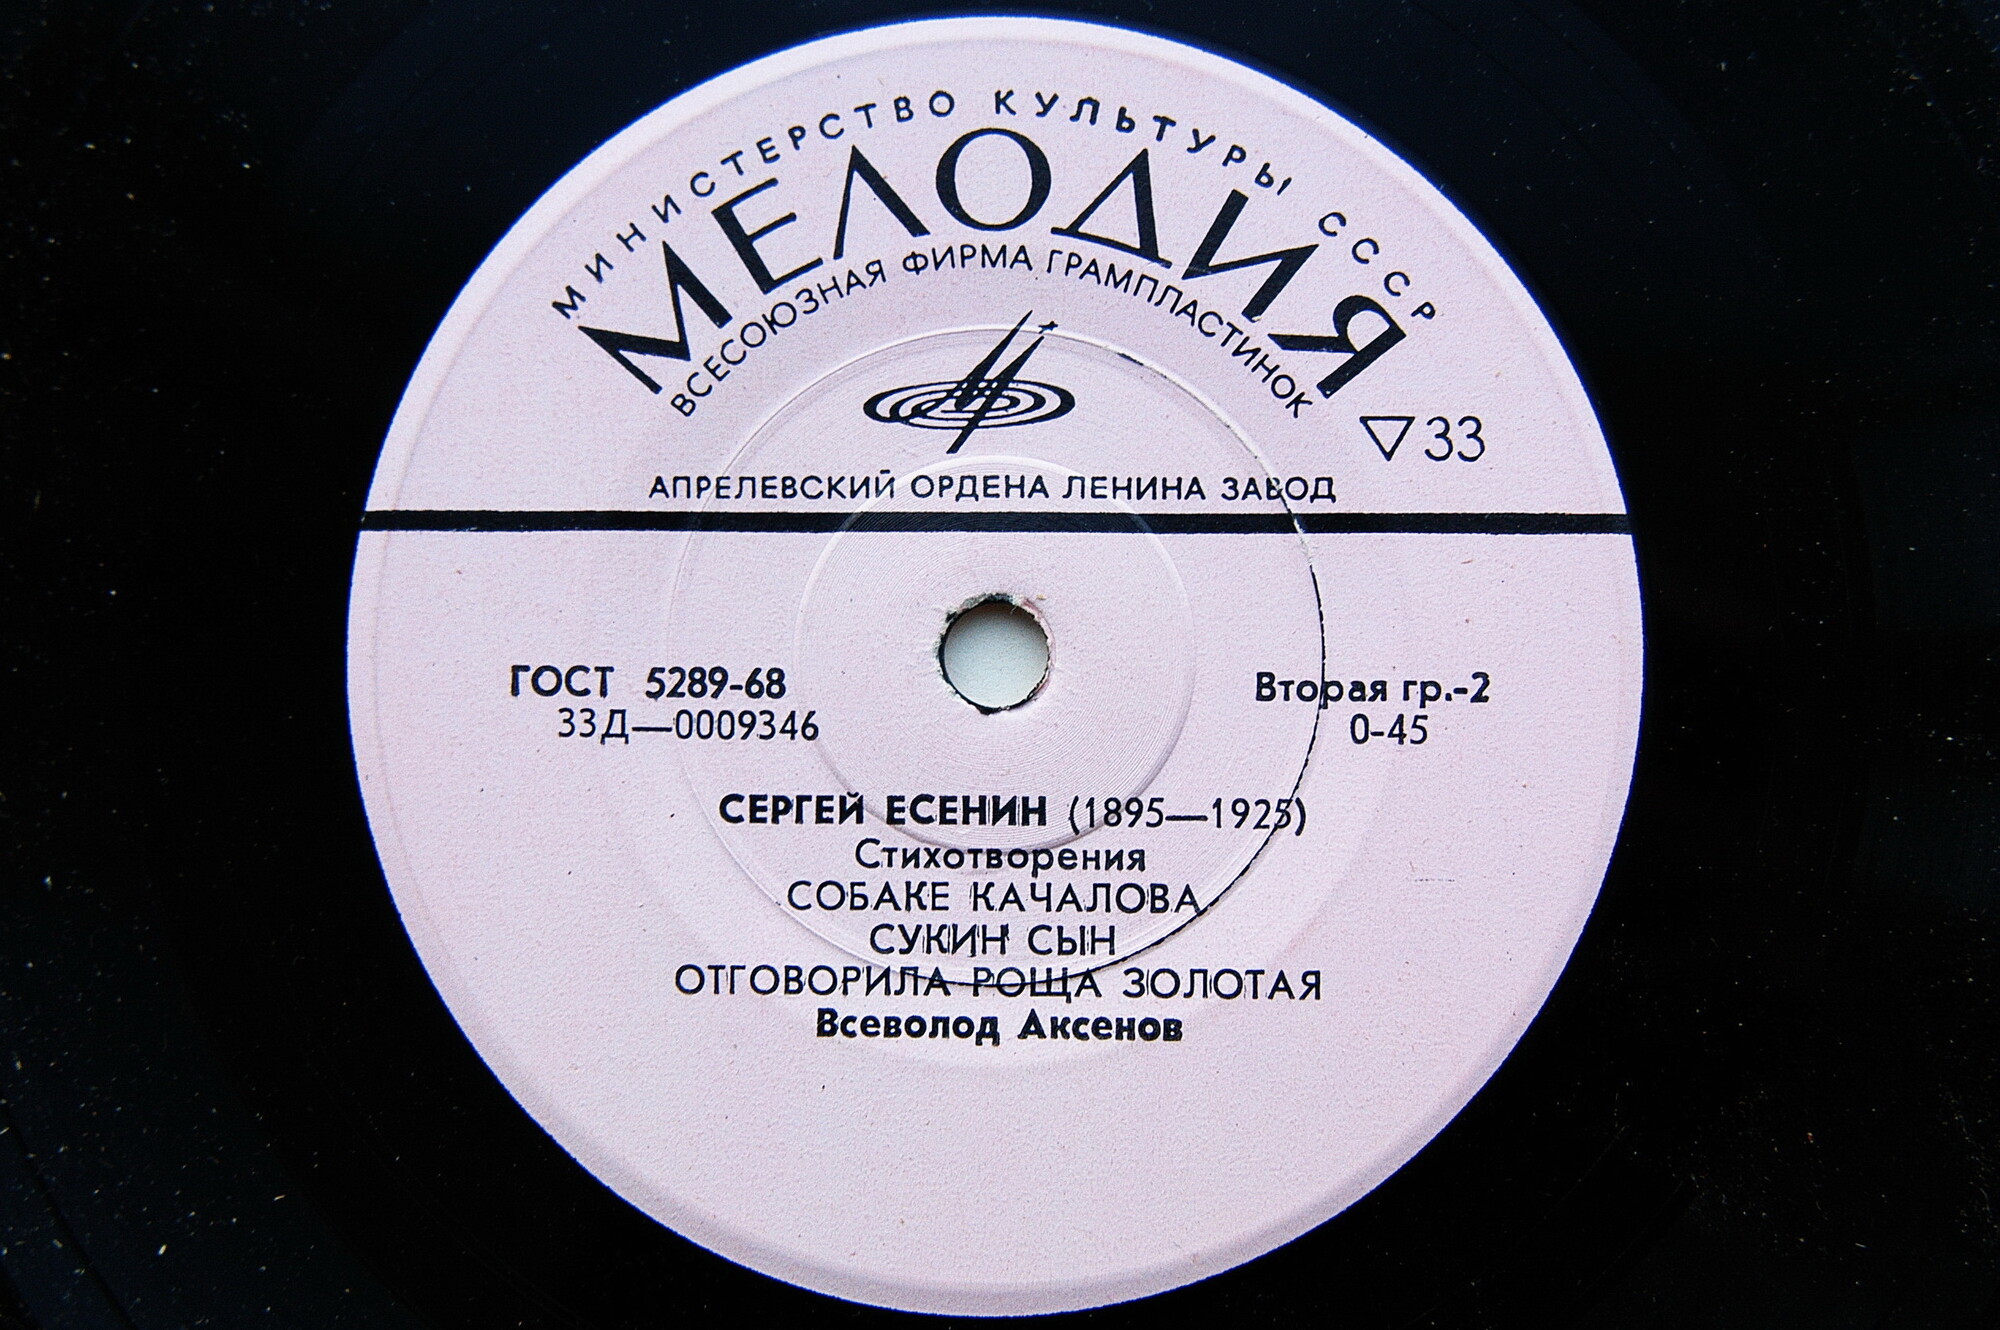 МИНИСТЕРСТВО КУЛЬТУРЫ СССР
МЕЛОДИЯ
ВСЕСОЮЗНАЯ ФИРМА ГРАМПЛАСТИНОК
▽33
АПРЕЛЕВСКИЙ ОРДЕНА ЛЕНИНА ЗАВОД
ГОСТ 5289-68
33Д—0009346
Вторая гр.-2
0-45
СЕРГЕЙ ЕСЕНИН (1895—1925)
Стихотворения
СОБАКЕ КАЧАЛОВА
СУКИН СЫН
ОТГОВОРИЛА РОЩА ЗОЛОТАЯ
Всеволод Аксенов